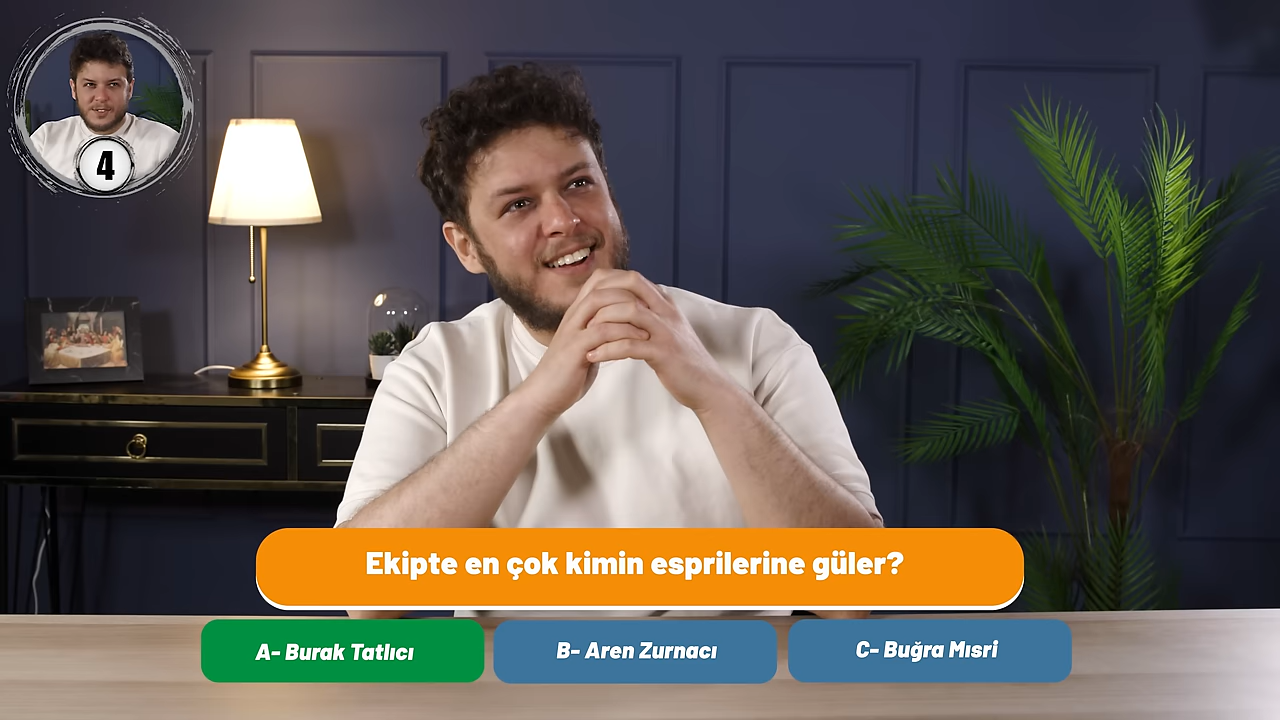 4
Ekipte en çok kimin esprilerine güler?
A- Burak Tatlıcı
B- Aren Zurnacı
C- Buğra Mısri